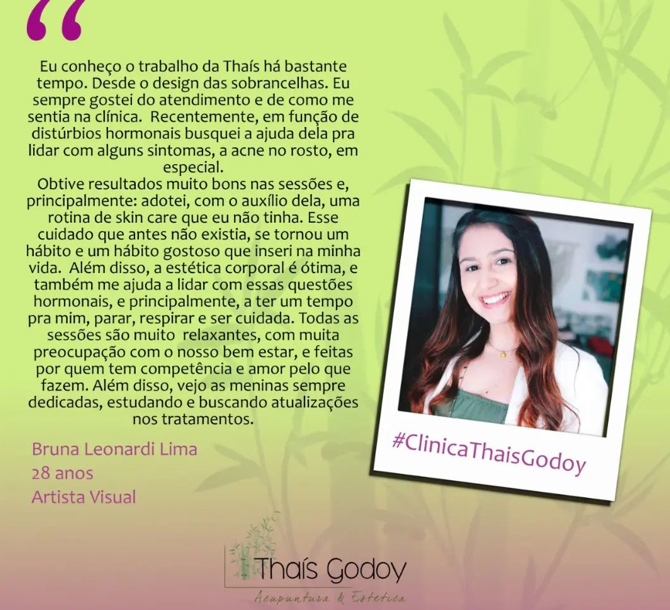 “
Eu conheço o trabalho da Thaís há bastante
tempo. Desde o design das sobrancelhas. Eu
sempre gostei do atendimento e de como me
sentia na clínica. Recentemente, em função de
distúrbios hormonais busquei a ajuda dela pra
lidar com alguns sintomas, a acne no rosto, em
especial.
Obtive resultados muito bons nas sessões e,
principalmente: adotei, com o auxílio dela, uma
rotina de skin care que eu não tinha. Esse
cuidado que antes não existia, se tornou um
hábito e um hábito gostoso que inseri na minha
vida. Além disso, a estética corporal é ótima, e
também me ajuda a lidar com essas questões
hormonais, e principalmente, a ter um tempo
pra mim, parar, respirar e ser cuidada. Todas as
sessões são muito relaxantes, com muita
preocupação com o nosso bem estar, e feitas
por quem tem competência e amor pelo que
fazem. Além disso, vejo as meninas sempre
dedicadas, estudando e buscando atualizações
nos tratamentos.
Bruna Leonardi Lima
28 anos
Artista Visual
#ClinicaThaisGodoy
Thaís Godoy
Acupuntura & Estética